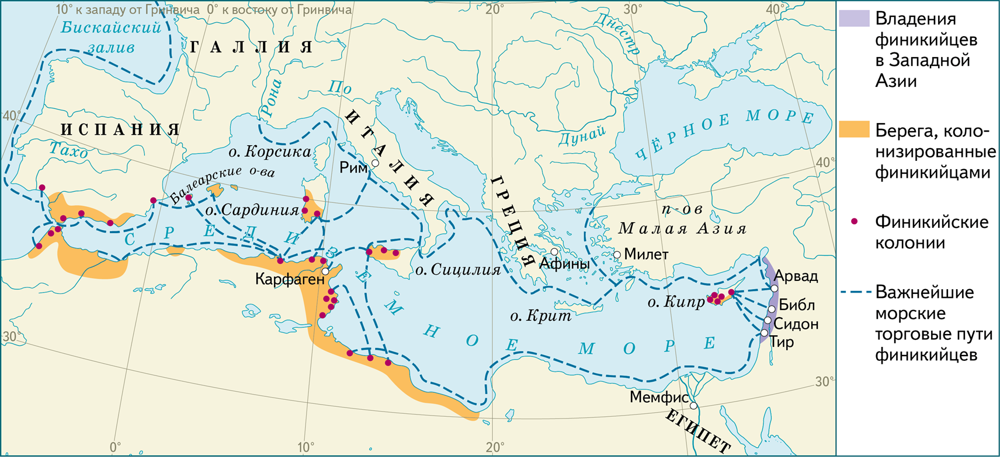 10° к западу от Гринвича 0° к востоку от Гринвича
20°
30°
40°
Бискайский
залив
ГАЛЛИЯ
Днестр
Рона
По
40°
ИСПАНИЯ
Тахо
ИТАЛИЯ
Дунай
ЧЁРНОЕ МОРЕ
о. Корсика
Рим
40°
Балеарские о-ва
о. Сардиния
ГРЕЦИЯ
п-ов
Малая Азия
СРЕДИЗЕМНОЕ МОРЕ
Милет
Афины
о. Сицилия
Карфаген
Арвад
о. Кипр
Библ
о. Крит
Сидон
Тир
30°
30°
Мемфис
ЕГИПЕТ
0°
10°
20°
Владения
финикийцев
в Западной
Азии
Берега, коло-
низированные
финикийцами
Финикийские
колонии
Важнейшие
морские
торговые пути
финикийцев